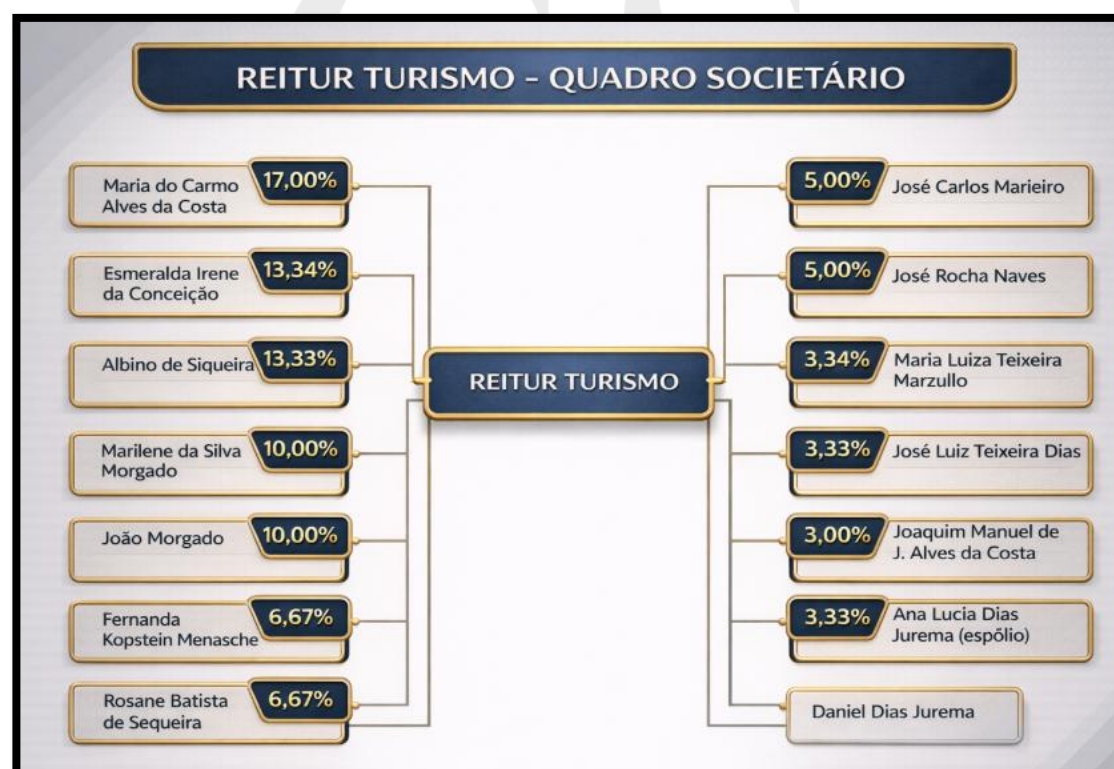 REITUR TURISMO – QUADRO SOCIETÁRIO
Maria do Carmo
Alves da Costa
17,00%
Esmeralda Irene
da Conceição
13,34%
Albino de Siqueira
13,33%
Marilene da Silva
Morgado
10,00%
João Morgado
10,00%
Fernanda
Kopstein Menasche
6,67%
Rosane Batista
de Sequeira
6,67%
REITUR TURISMO
5,00%
José Carlos Marieiro
5,00%
José Rocha Naves
3,34%
Maria Luiza Teixeira
Marzullo
3,33%
José Luiz Teixeira Dias
3,00%
Joaquim Manuel de
J. Alves da Costa
3,33%
Ana Lucia Dias
Jurema (espólio)
Daniel Dias Jurema